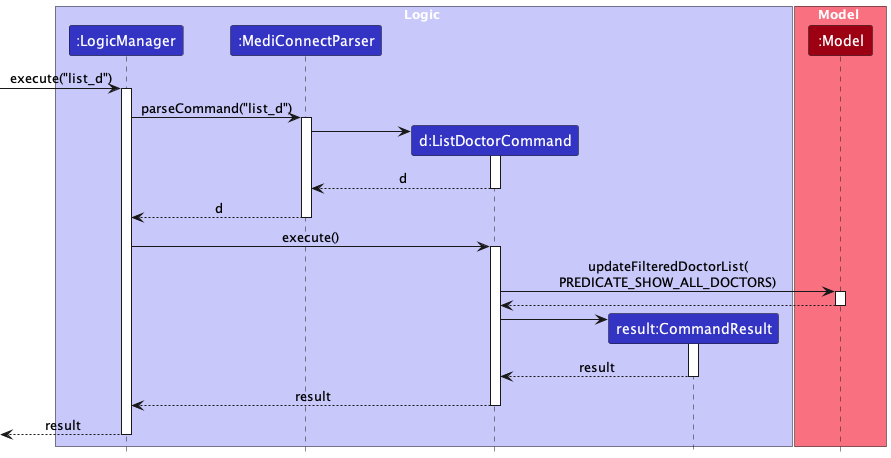 Logic
Model
:LogicManager
:MediConnectParser
:Model
execute("list_d")
parseCommand("list_d")
d:ListDoctorCommand
d
d
execute()
updateFilteredDoctorList(
PREDICATE_SHOW_ALL_DOCTORS)
result:CommandResult
result
result
result